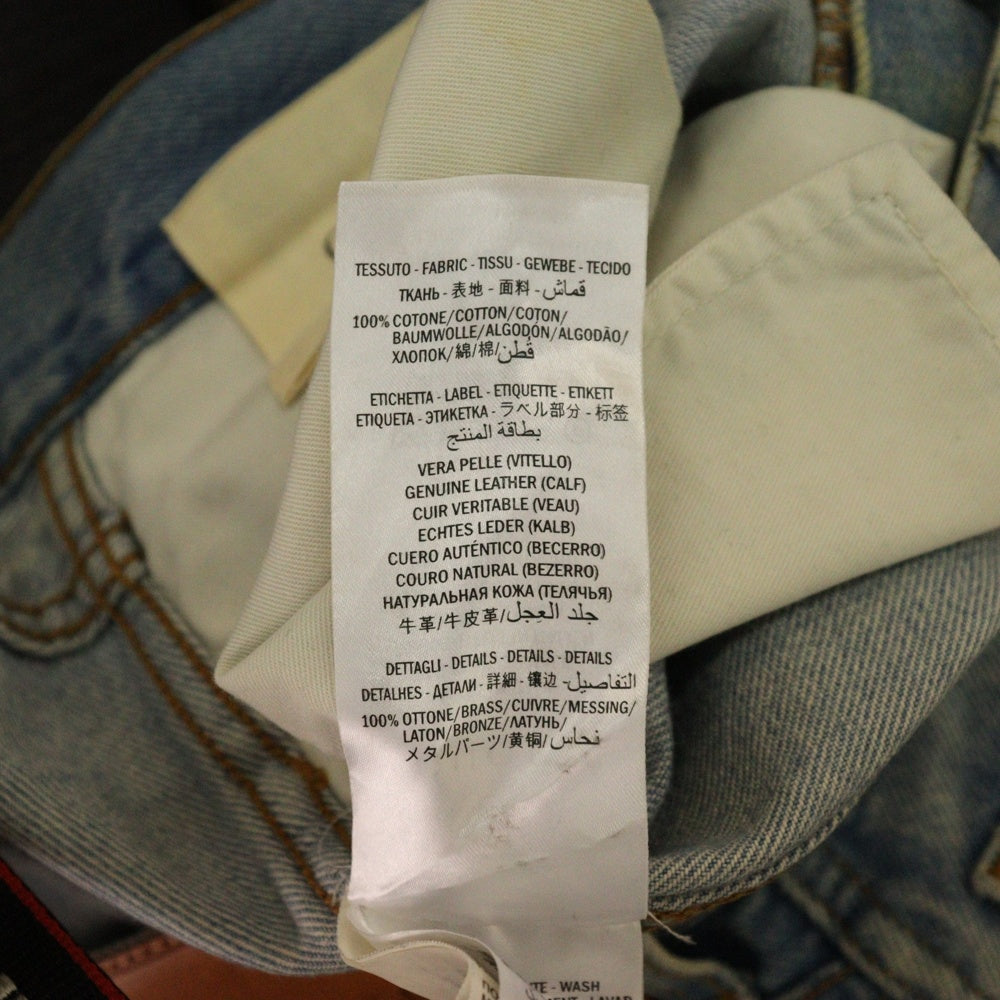 TESSUTO - FABRIC - TISSU - GEWEBE - TECIDO
ТКАНЬ - 表地 - 面料 - قماش
100% COTONE/COTTON/COTON/
BAUMWOLLE/ALGODÓN/ALGODÃO/
ХЛОПОК/綿/棉/قُطن
ETICHETTA - LABEL - ETIQUETTE - ETIKETT
ETIQUETA - ЭТИКЕТКА - ラベル部分 - 标签
بطاقة المنتج
VERA PELLE (VITELLO)
GENUINE LEATHER (CALF)
CUIR VERITABLE (VEAU)
ECHTES LEDER (KALB)
CUERO AUTÉNTICO (BECERRO)
COURO NATURAL (BEZERRO)
НАТУРАЛЬНАЯ КОЖА (ТЕЛЯЧЬЯ)
牛革/牛皮革/جلد العِجل
DETTAGLI - DETAILS - DETAILS - DETAILS
DETALHES - ДЕТАЛИ - 詳細 - 镶边 - التفاصيل
100% OTTONE/BRASS/CUIVRE/MESSING/
LATON/BRONZE/ЛАТУНЬ/
メタルパーツ/黄铜/نحاس
- WASH